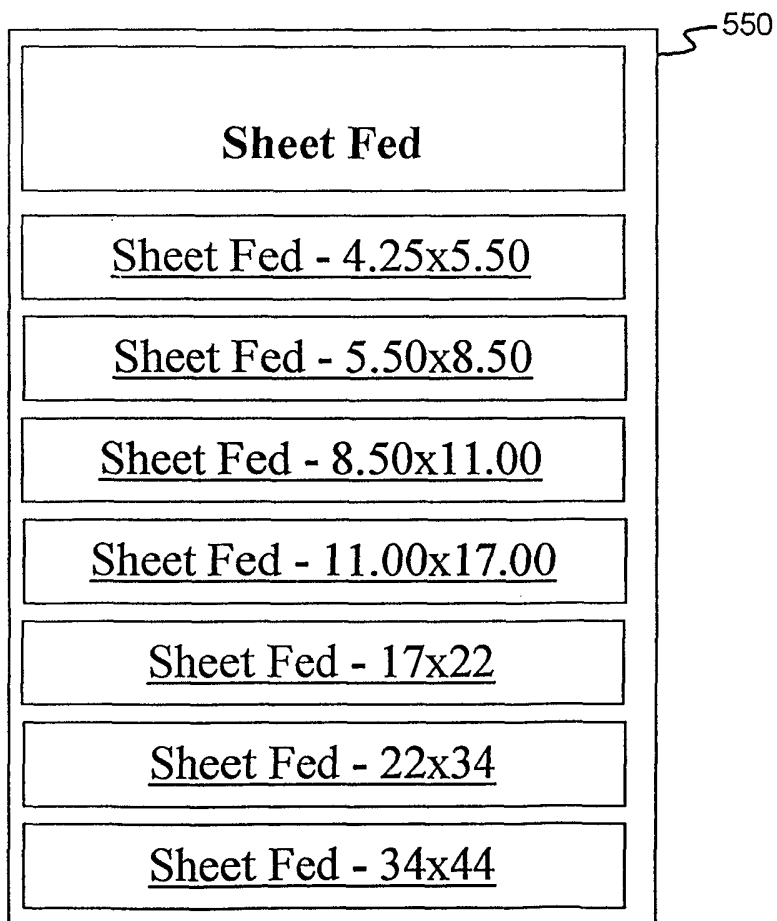 550
Sheet Fed
Sheet Fed - 4.25x5.50
Sheet Fed - 5.50x8.50
Sheet Fed - 8.50x11.00
Sheet Fed - 11.00x17.00
Sheet Fed - 17x22
Sheet Fed - 22x34
Sheet Fed - 34x44